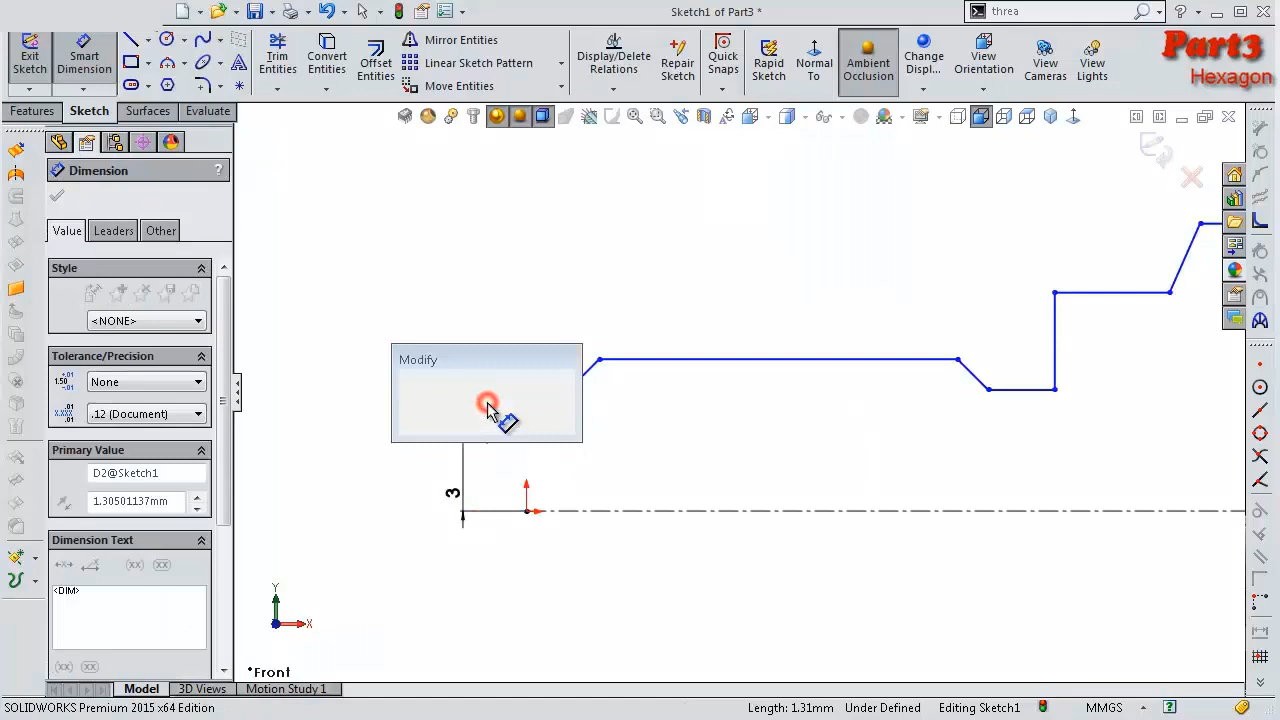 Sketch1 of Part3 *
threa
Exit Sketch
Smart Dimension
Trim Entities
Convert Entities
Offset Entities
Mirror Entities
Linear Sketch Pattern
Move Entities
Display/Delete Relations
Repair Sketch
Quick Snaps
Rapid Sketch
Normal To
Ambient Occlusion
Change Displ...
View Orientation
View Cameras
View Lights
Part3
Hexagon
Features
Sketch
Surfaces
Evaluate
Dimension
?
Value
Leaders
Other
Style
<NONE>
Tolerance/Precision
None
.12 (Document)
Primary Value
D2@Sketch1
1.30501137mm
Dimension Text
<DIM>
Modify
3
Y
X
*Front
Model
3D Views
Motion Study 1
SOLIDWORKS Premium 2015 x64 Edition
Length: 1.31mm
Under Defined
Editing Sketch1
MMGS